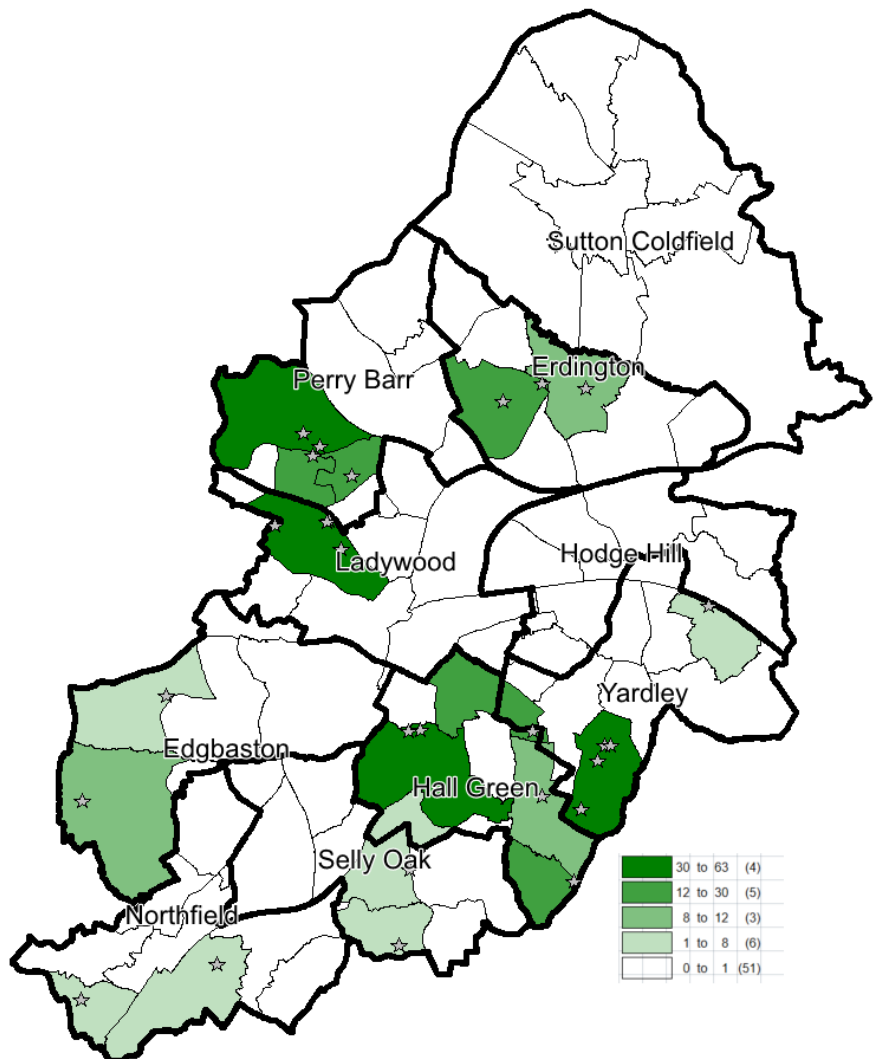 Sutton Coldfield
Erdington
Perry Barr
Hodge Hill
Ladywood
Yardley
Edgbaston
Hall Green
Selly Oak
Northfield
30 to 63 (4)
12 to 30 (5)
8 to 12 (3)
1 to 8 (6)
0 to 1 (51)